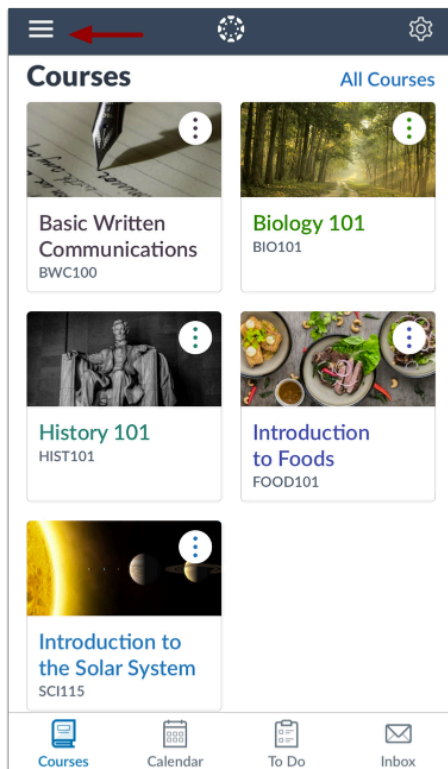 Courses
All Courses
Basic Written
Communications
BWC100
Biology 101
BIO101
History 101
HIST101
Introduction
to Foods
FOOD101
Introduction to
the Solar System
SCI115
Courses
Calendar
To Do
Inbox